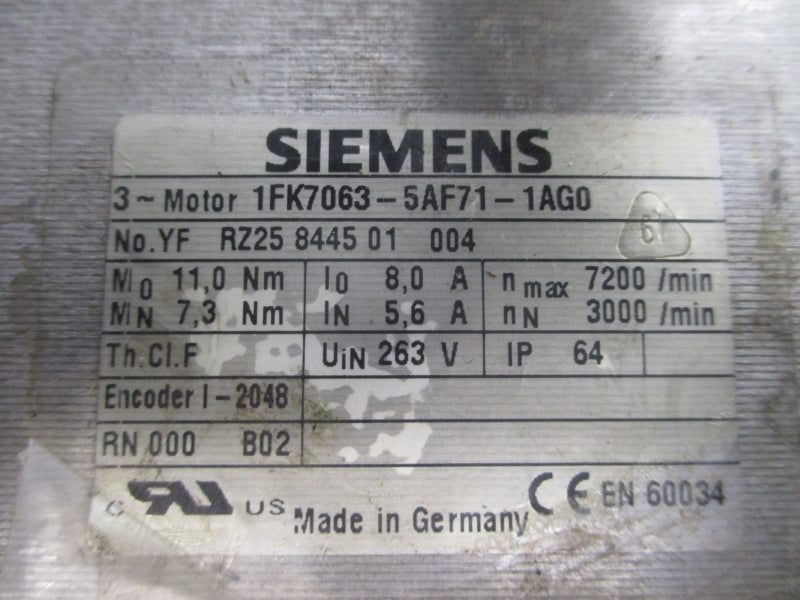 SIEMENS
3~Motor 1FK7063-5AF71-1AG0
No.YF RZ25 8445 01 004
M0 11,0 Nm I0 8,0 A nmax 7200 /min
MN 7,3 Nm IN 5,6 A nN 3000 /min
Th.Cl.F UiN 263 V IP 64
Encoder I-2048
RN 000 B02
c RU US Made in Germany CE EN 60034